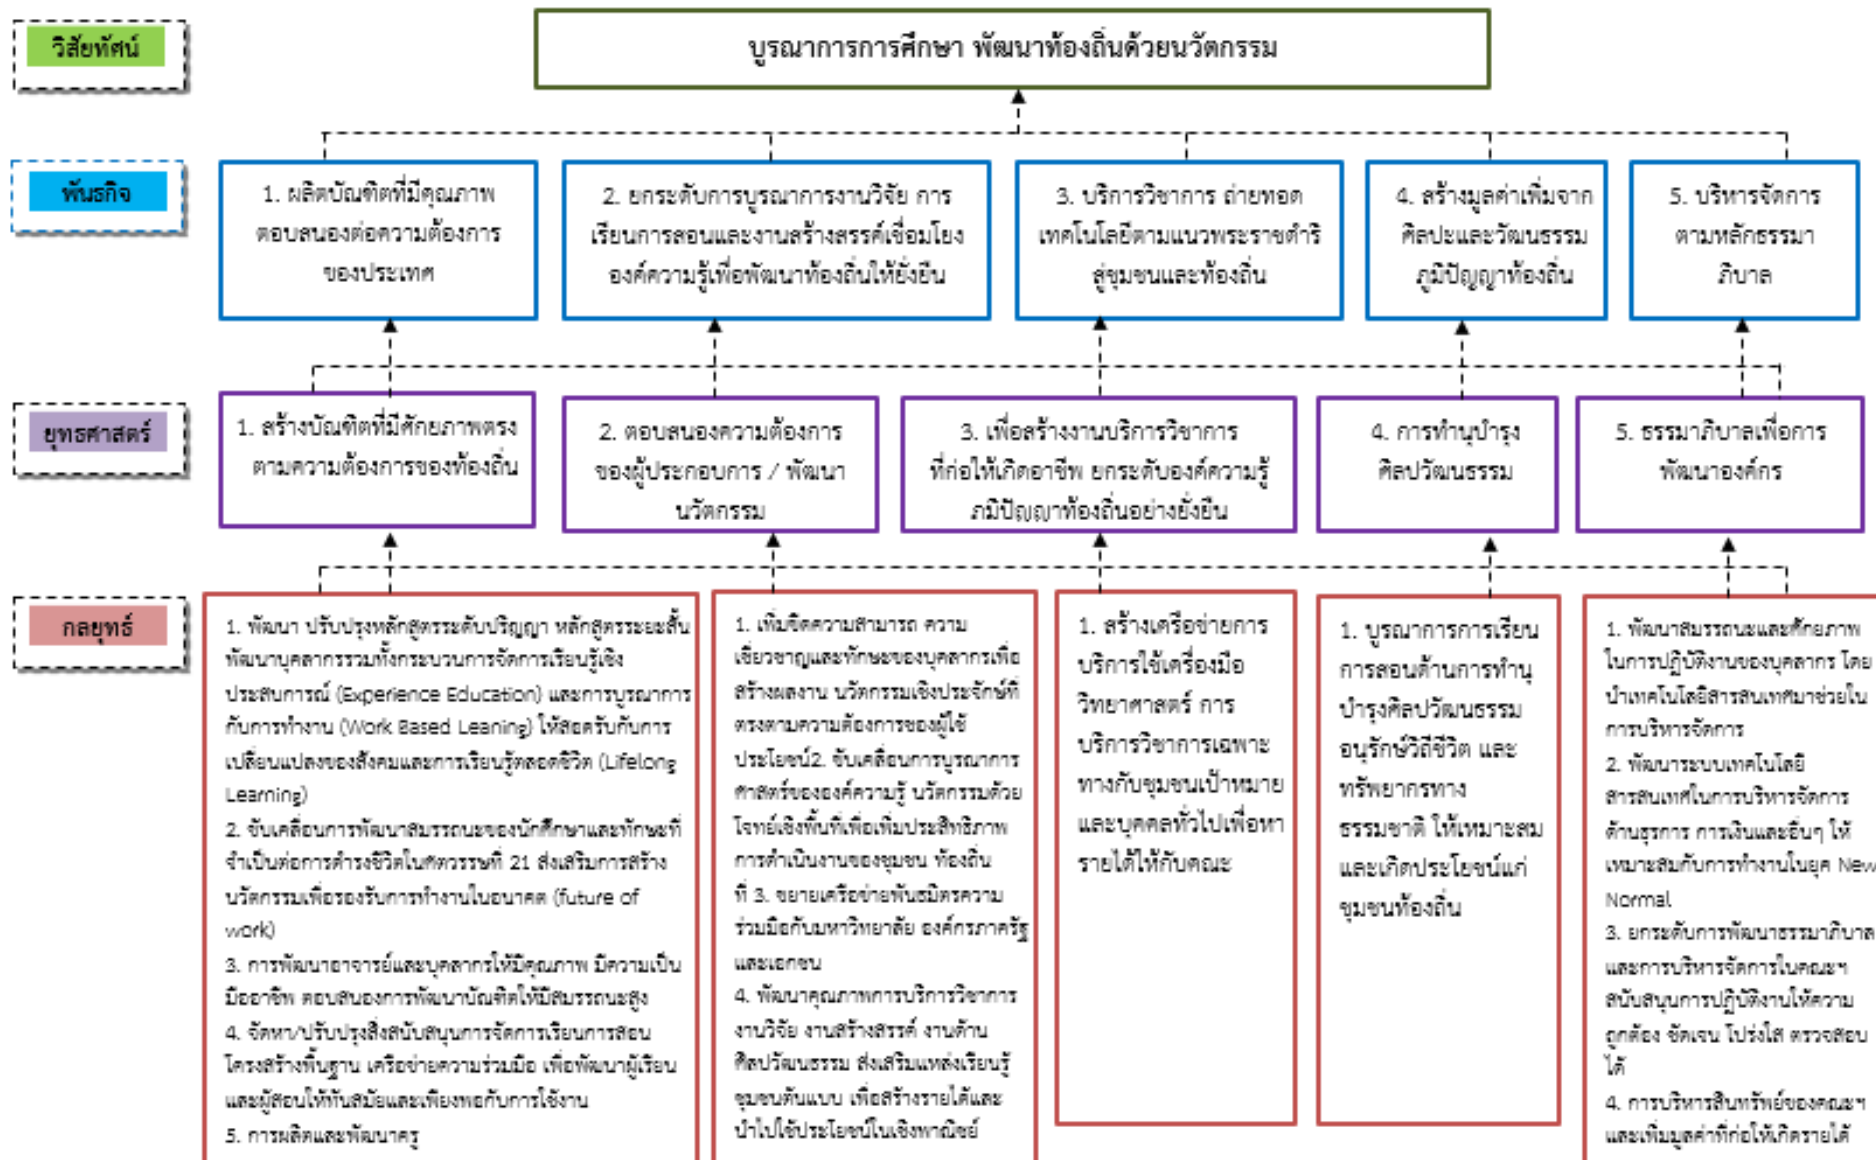 วิสัยทัศน์
บูรณาการการศึกษา พัฒนาท้องถิ่นด้วยนวัตกรรม
พันธกิจ
1. ผลิตบัณฑิตที่มีคุณภาพ
ตอบสนองต่อความต้องการ
ของประเทศ
2. ยกระดับการบูรณาการงานวิจัย การ
เรียนการสอนและงานสร้างสรรค์เชื่อมโยง
องค์ความรู้เพื่อพัฒนาท้องถิ่นให้ยั่งยืน
3. บริการวิชาการ ถ่ายทอด
เทคโนโลยีตามแนวพระราชดำริ
สู่ชุมชนและท้องถิ่น
4. สร้างมูลค่าเพิ่มจาก
ศิลปะและวัฒนธรรม
ภูมิปัญญาท้องถิ่น
5. บริหารจัดการ
ตามหลักธรรมา
ภิบาล
ยุทธศาสตร์
1. สร้างบัณฑิตที่มีศักยภาพตรง
ตามความต้องการของท้องถิ่น
2. ตอบสนองความต้องการ
ของผู้ประกอบการ / พัฒนา
นวัตกรรม
3. เพื่อสร้างงานบริการวิชาการ
ที่ก่อให้เกิดอาชีพ ยกระดับองค์ความรู้
ภมิปัญญาท้องถิ่นอย่างยั่งยืน
4. การทำนุบำรุง
ศิลปวัฒนธรรม
5. ธรรมาภิบาลเพื่อการ
พัฒนาองค์กร
กลยุทธ์
1. พัฒนา ปรับปรุงหลักสูตรระดับปริญญา หลักสูตรระยะสั้น
พัฒนาบุคลากรรวมทั้งกระบวนการจัดการเรียนรู้เชิง
ประสบการณ์ (Experience Education) และการบูรณาการ
กับการทำงาน (Work Based Leaning) ให้สอดรับกับการ
เปลี่ยนแปลงของสังคมและการเรียนรู้ตลอดชีวิต (Lifelong
Learning)
2. ขับเคลื่อนการพัฒนาสมรรถนะของนักศึกษาและทักษะที่
จำเป็นต่อการดำรงชีวิตในศตวรรษที่ 21 ส่งเสริมการสร้าง
นวัตกรรมเพื่อรองรับการทำงานในอนาคต (future of
work)
3. การพัฒนาอาจารย์และบุคลากรให้มีคุณภาพ มีความเป็น
มืออาชีพ ตอบสนองการพัฒนาบัณฑิตให้มีสมรรถนะสูง
4. จัดหา/ปรับปรุงสิ่งสนับสนุนการจัดการเรียนการสอน
โครงสร้างพื้นฐาน เครือข่ายความร่วมมือ เพื่อพัฒนาผู้เรียน
และผู้สอนให้ทันสมัยและเพียงพอกับการใช้งาน
5. การผลิตและพัฒนาครู
1. เพิ่มขีดความสามารถ ความ
เชี่ยวชาญและทักษะของบุคลากรเพื่อ
สร้างผลงาน นวัตกรรมเชิงประจักษ์ที่
ตรงตามความต้องการของผู้ใช้
ประโยชน์2. ขับเคลื่อนการบูรณาการ
ศาสตร์ขององค์ความรู้ นวัตกรรมด้วย
โจทย์เชิงพื้นที่เพื่อเพิ่มประสิทธิภาพ
การดำเนินงานของชุมชน ท้องถิ่น
ที่ 3. ขยายเครือข่ายพันธมิตรความ
ร่วมมือกับมหาวิทยาลัย องค์กรภาครัฐ
และเอกชน
4. พัฒนาคุณภาพการบริการวิชาการ
งานวิจัย งานสร้างสรรค์ งานด้าน
ศิลปวัฒนธรรม ส่งเสริมแหล่งเรียนรู้
ชุมชนต้นแบบ เพื่อสร้างรายได้และ
นำไปใช้ประโยชน์ในเชิงพาณิชย์
1. สร้างเครือข่ายการ
บริการใช้เครื่องมือ
วิทยาศาสตร์ การ
บริการวิชาการเฉพาะ
ทางกับชุมชนเป้าหมาย
และบุคคลทั่วไปเพื่อหา
รายได้ให้กับคณะ
1. บูรณาการการเรียน
การสอนด้านการทำนุ
บำรุงศิลปวัฒนธรรม
อนุรักษ์วิถีชีวิต และ
ทรัพยากรทาง
ธรรมชาติ ให้เหมาะสม
และเกิดประโยชน์แก่
ชุมชนท้องถิ่น
1. พัฒนาสมรรถนะและศักยภาพ
ในการปฏิบัติงานของบุคลากร โดย
นำเทคโนโลยีสารสนเทศมาช่วยใน
การบริหารจัดการ
2. พัฒนาระบบเทคโนโลยี
สารสนเทศในการบริหารจัดการ
ด้านธุรการ การเงินและอื่นๆ ให้
เหมาะสมกับการทำงานในยุค New
Normal
3. ยกระดับการพัฒนาธรรมาภิบาล
และการบริหารจัดการในคณะฯ
สนับสนุนการปฏิบัติงานให้ความ
ถูกต้อง ชัดเจน โปร่งใส ตรวจสอบ
ได้
4. การบริหารสินทรัพย์ของคณะฯ
และเพิ่มมูลค่าที่ก่อให้เกิดรายได้